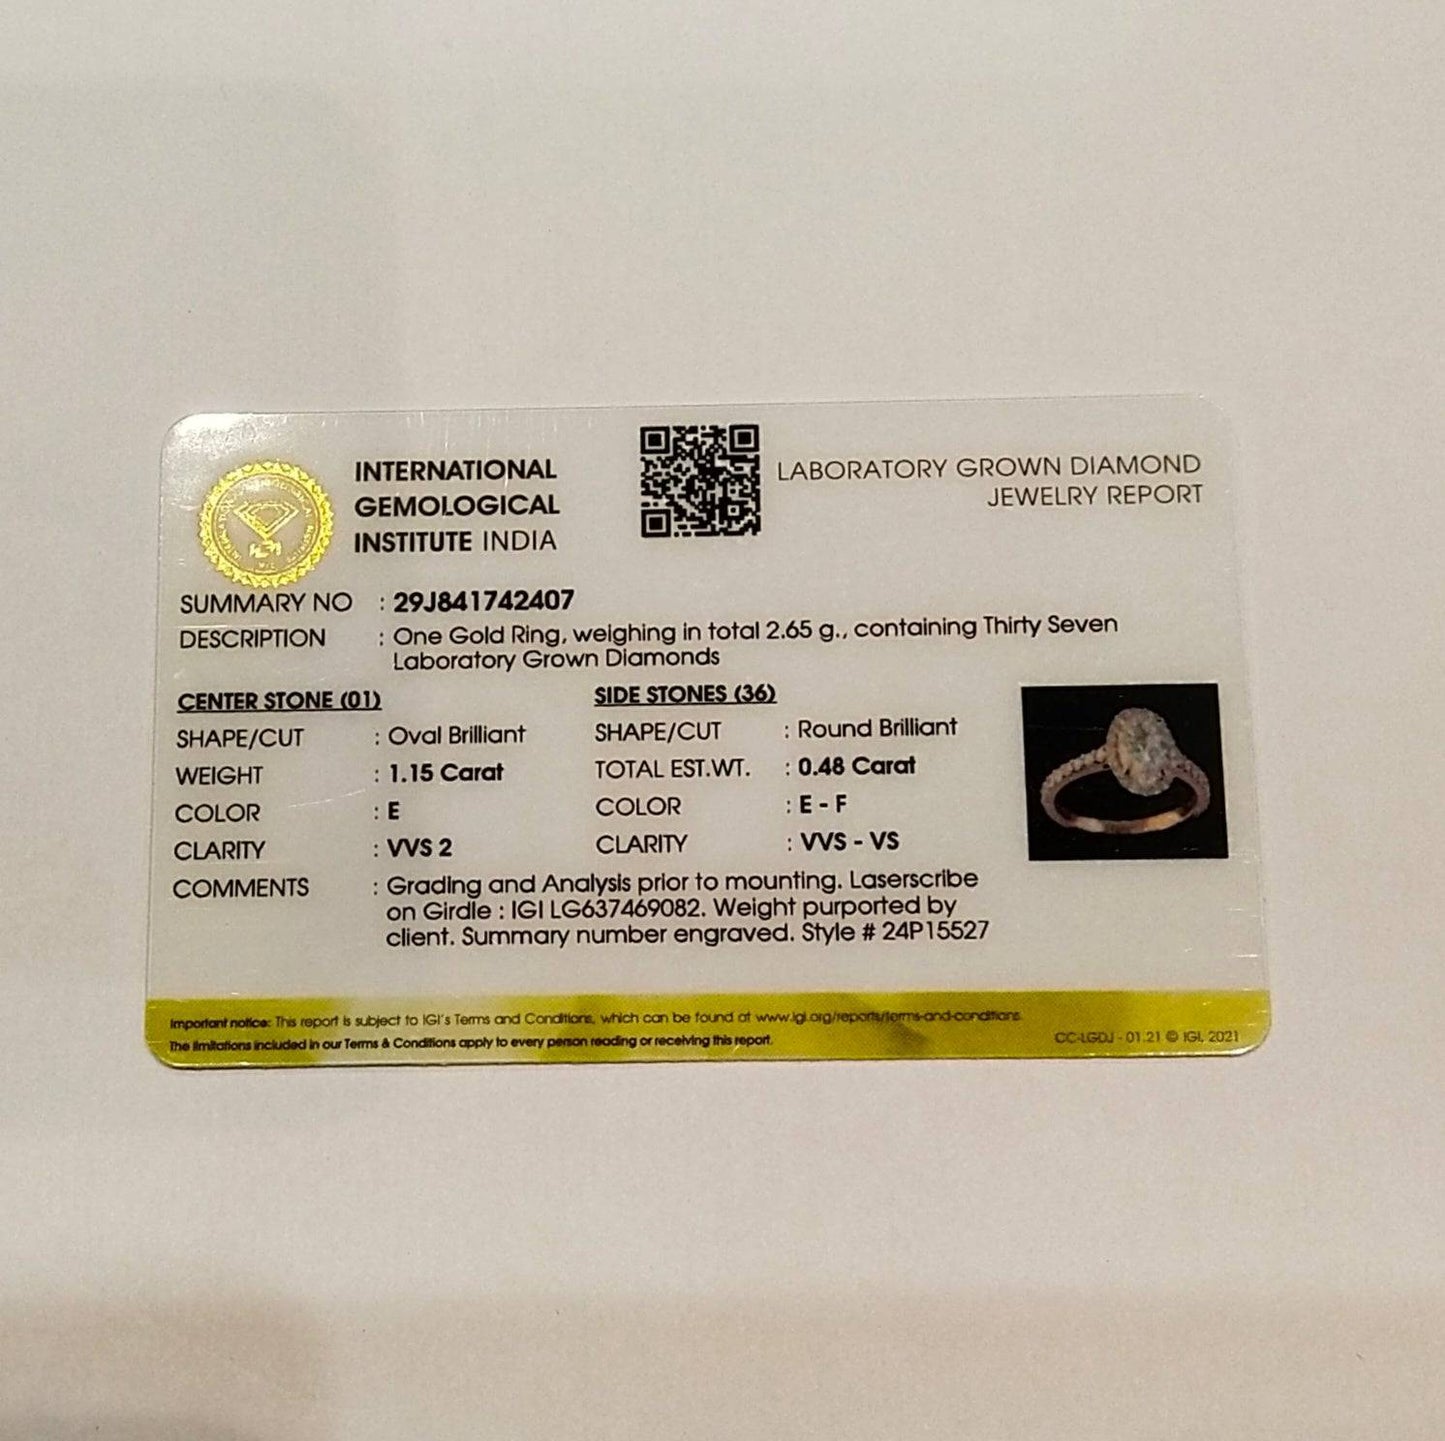 INTERNATIONAL
GEMOLOGICAL
INSTITUTE INDIA
LABORATORY GROWN DIAMOND
JEWELRY REPORT
SUMMARY NO : 29J841742407
DESCRIPTION : One Gold Ring, weighing in total 2.65 g., containing Thirty Seven
Laboratory Grown Diamonds
CENTER STONE (01)
SHAPE/CUT : Oval Brilliant
WEIGHT : 1.15 Carat
COLOR : E
CLARITY : VVS 2
SIDE STONES (36)
SHAPE/CUT : Round Brilliant
TOTAL EST.WT. : 0.48 Carat
COLOR : E - F
CLARITY : VVS - VS
COMMENTS : Grading and Analysis prior to mounting. Laserscribe
on Girdle : IGI LG637469082. Weight purported by
client. Summary number engraved. Style # 24P15527
Important notice: This report is subject to IGI's Terms and Conditions, which can be found at www.igi.org/reports/terms-and-conditions
The limitations included in our Terms & Conditions apply to every person reading or receiving this report.
CC-LGDJ - 01.21 © IGI, 2021